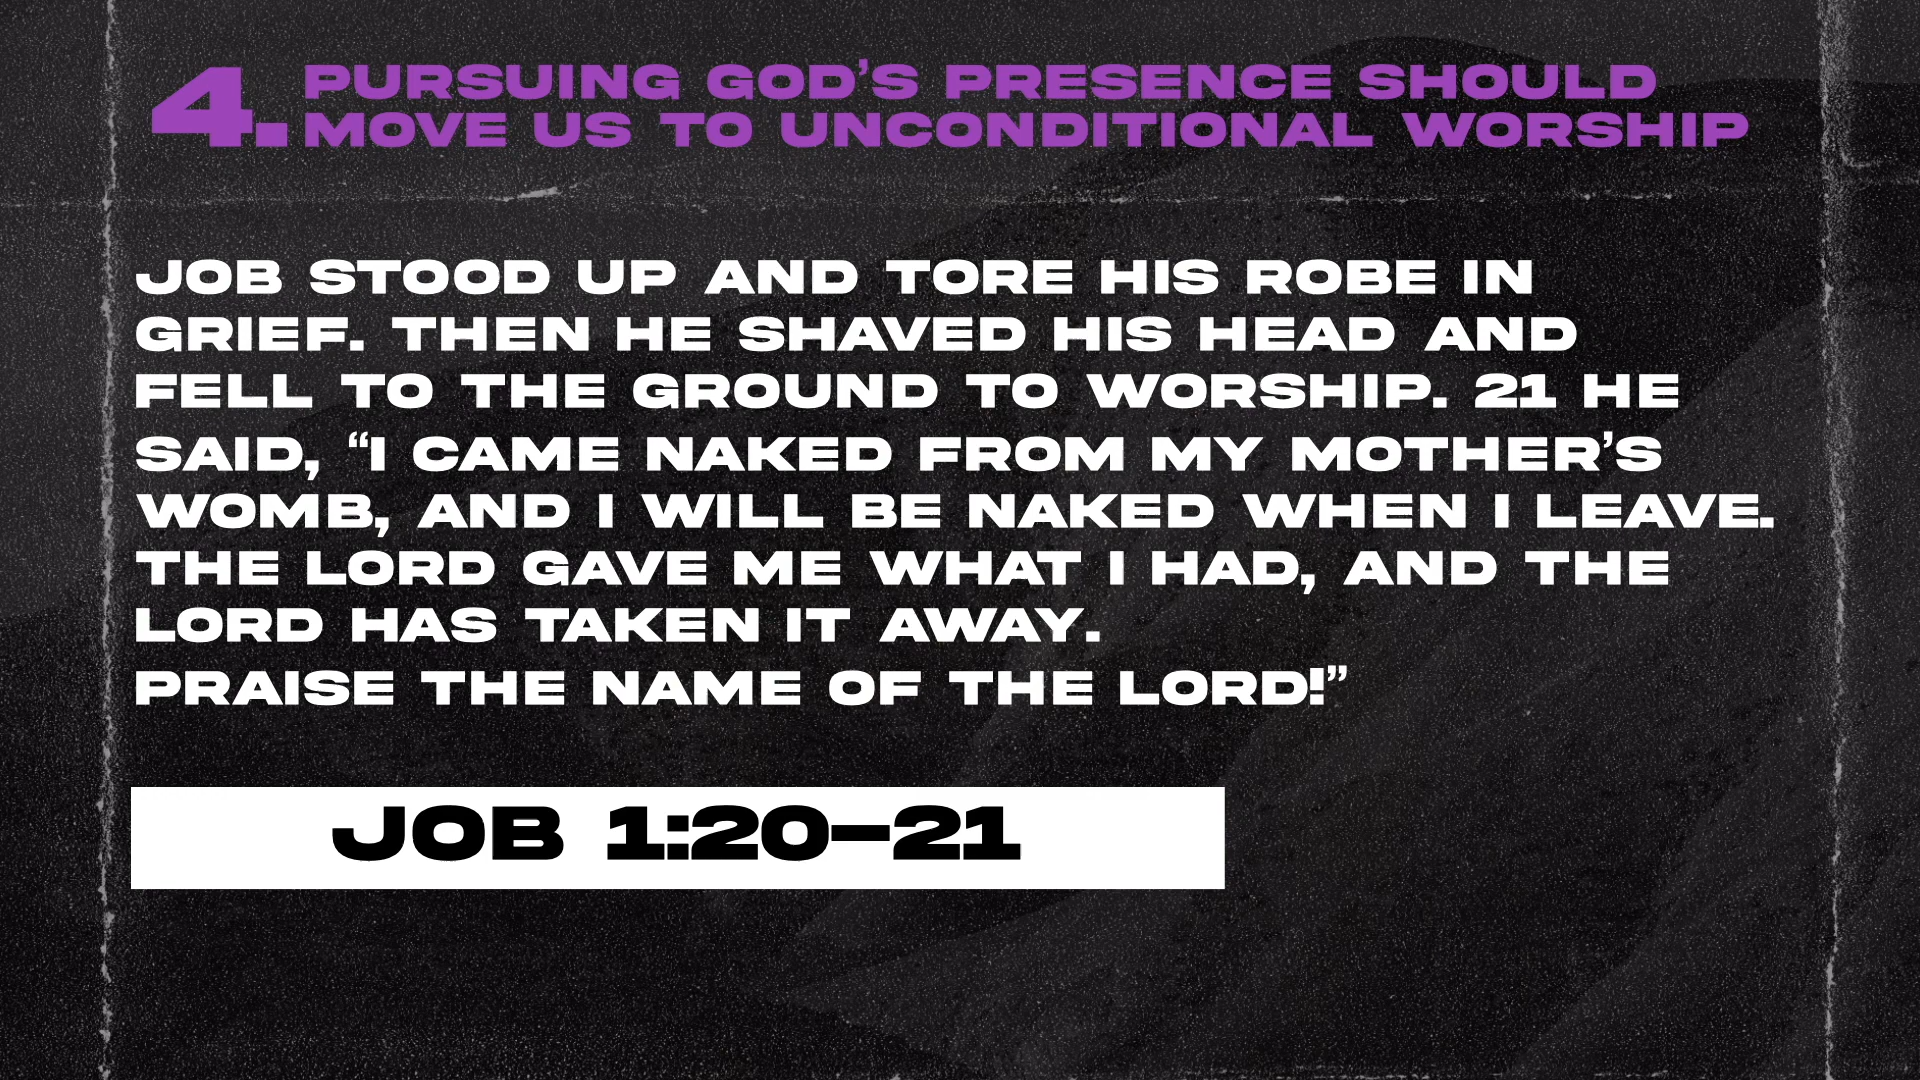 4. PURSUING GOD’S PRESENCE SHOULD
MOVE US TO UNCONDITIONAL WORSHIP
JOB STOOD UP AND TORE HIS ROBE IN
GRIEF. THEN HE SHAVED HIS HEAD AND
FELL TO THE GROUND TO WORSHIP. 21 HE
SAID, “I CAME NAKED FROM MY MOTHER’S
WOMB, AND I WILL BE NAKED WHEN I LEAVE.
THE LORD GAVE ME WHAT I HAD, AND THE
LORD HAS TAKEN IT AWAY.
PRAISE THE NAME OF THE LORD!”
JOB 1:20–21